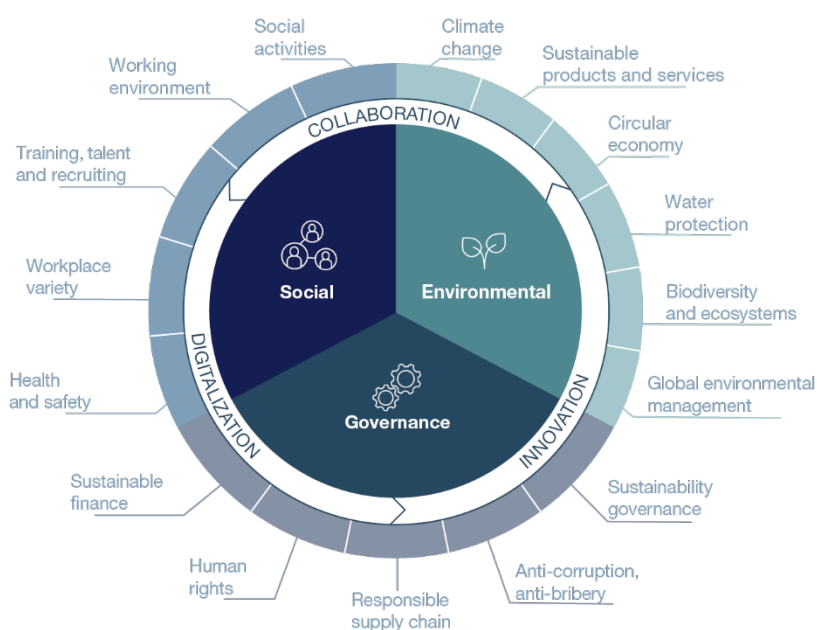 Social
activities
Climate
change
Working
environment
Sustainable
products and services
COLLABORATION
Circular
economy
Training, talent
and recruiting
Water
protection
Workplace
variety
Social
Environmental
Biodiversity
and ecosystems
DIGITALIZATION
INNOVATION
Health
and safety
Global environmental
management
Governance
Sustainable
finance
Sustainability
governance
Human
rights
Responsible
supply chain
Anti-corruption,
anti-bribery